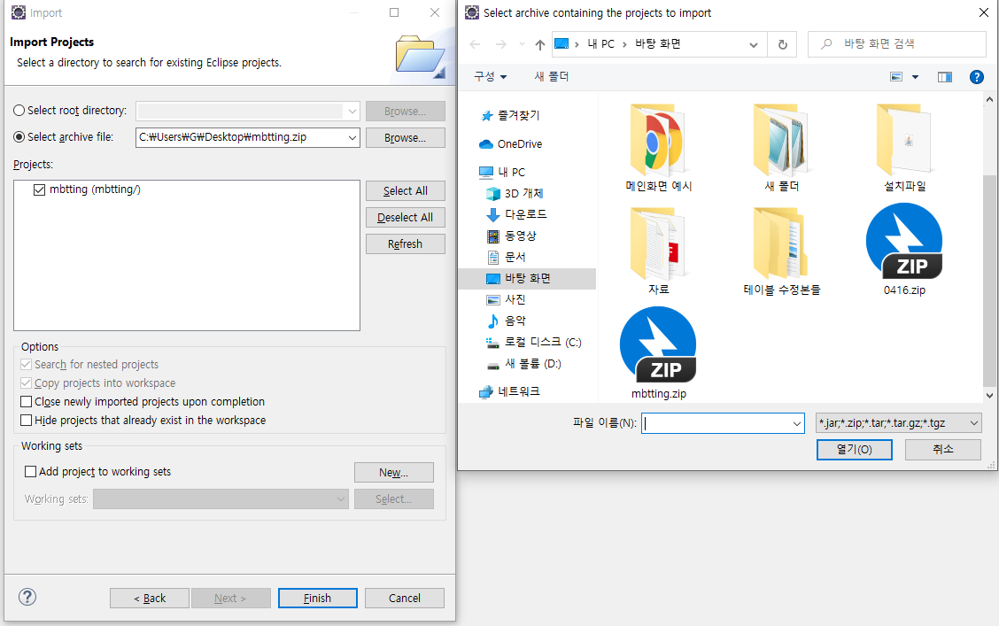 Import
Import Projects
Select a directory to search for existing Eclipse projects.
Select root directory:
Browse...
Select archive file:
C:₩Users₩G₩Desktop₩mbtting.zip
Browse...
Projects:
mbtting (mbtting/)
Select All
Deselect All
Refresh
Options
Search for nested projects
Copy projects into workspace
Close newly imported projects upon completion
Hide projects that already exist in the workspace
Working sets
Add project to working sets
New...
Working sets:
Select...
?
< Back
Next >
Finish
Cancel
Select archive containing the projects to import
내 PC
바탕 화면
바탕 화면 검색
구성
새 폴더
?
즐겨찾기
OneDrive
내 PC
3D 개체
다운로드
동영상
문서
바탕 화면
사진
음악
로컬 디스크 (C:)
새 볼륨 (D:)
네트워크
메인화면 예시
새 폴더
설치파일
자료
테이블 수정본들
ZIP
0416.zip
ZIP
mbtting.zip
파일 이름(N):
*.jar;*.zip;*.tar;*.tar.gz;*.tgz
열기(O)
취소